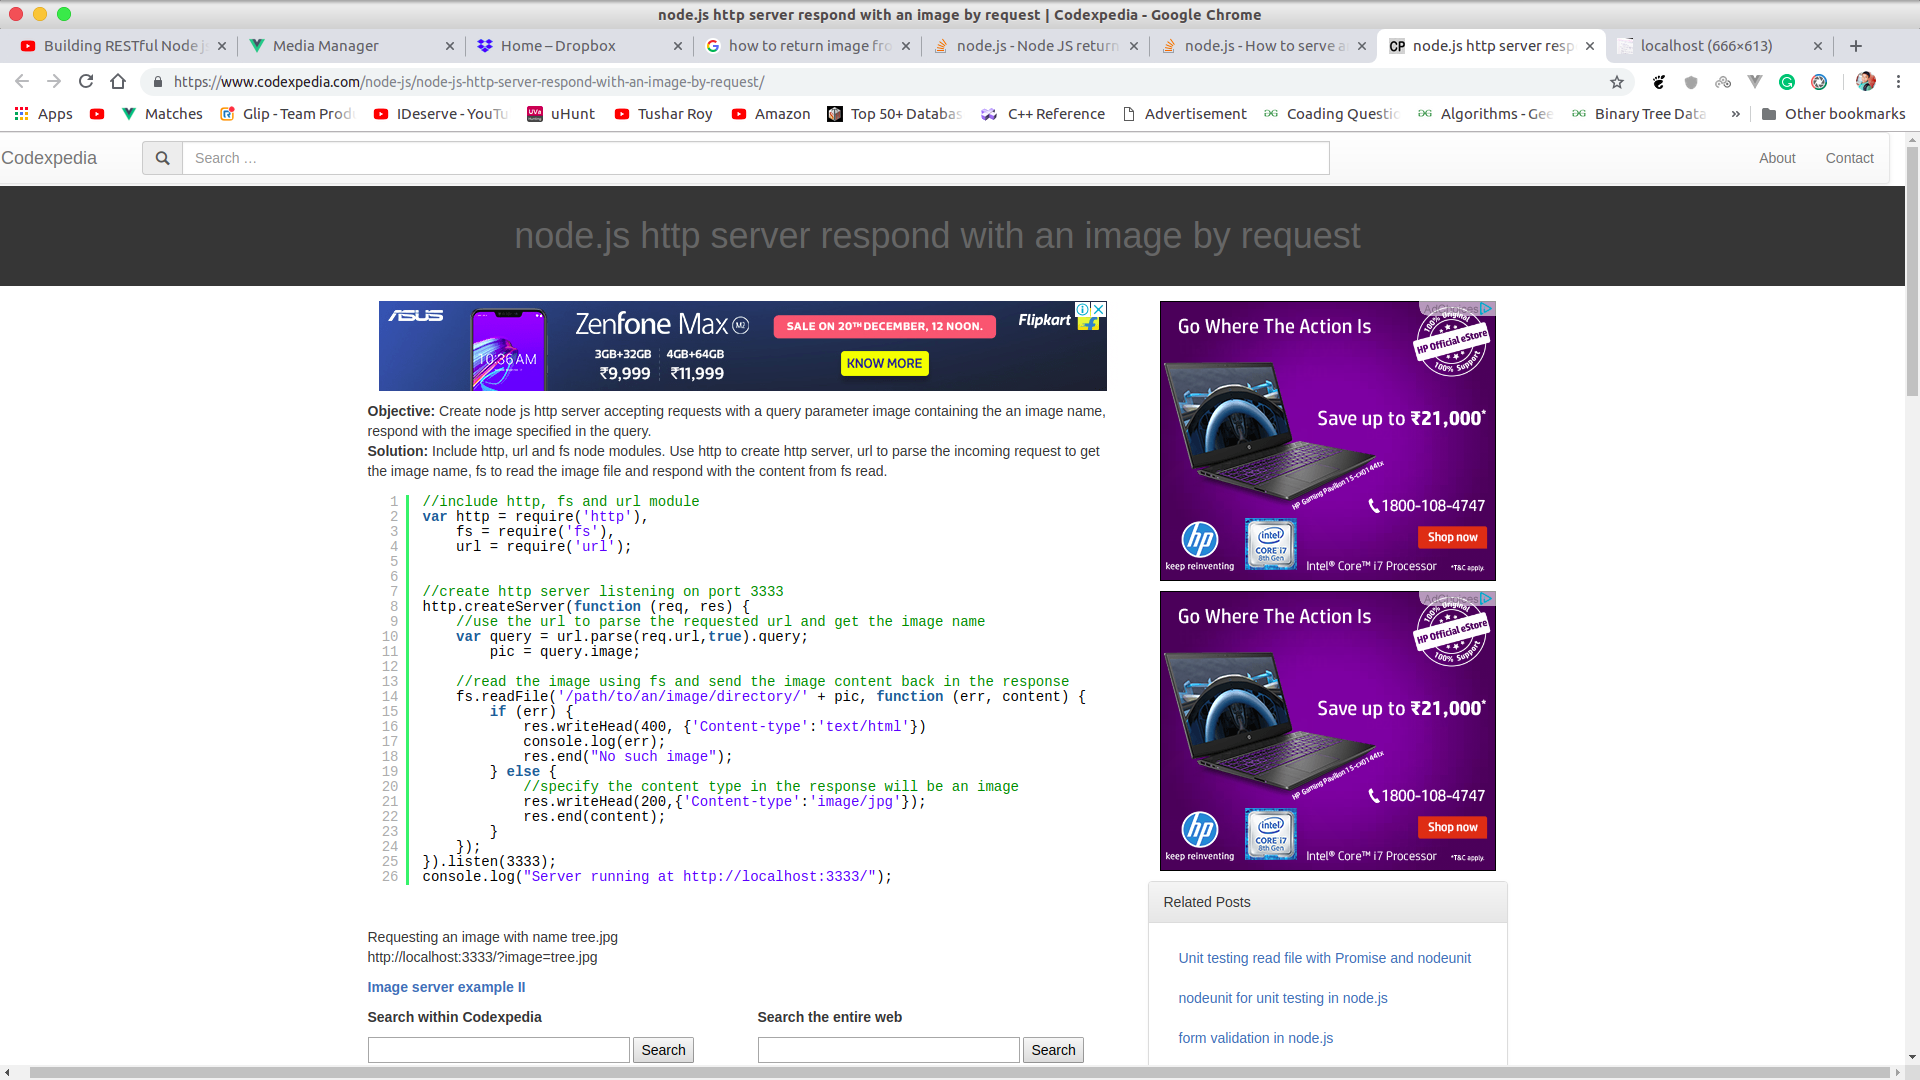 node.js http server respond with an image by request | Codexpedia - Google Chrome
Building RESTful Node j
Media Manager
Home – Dropbox
how to return image fro
node.js - Node JS return
node.js - How to serve a
CP node.js http server resp
localhost (666×613)
https://www.codexpedia.com/node-js/node-js-http-server-respond-with-an-image-by-request/
Apps
Matches
Glip - Team Prod
IDeserve - YouTu
uHunt
Tushar Roy
Amazon
Top 50+ Databas
C++ Reference
Advertisement
Coading Questic
Algorithms - Gee
Binary Tree Data
»
Other bookmarks
Codexpedia
Search …
About
Contact
node.js http server respond with an image by request
ASUS
10:36AM
Zenfone Max M2
3GB+32GB 4GB+64GB
₹9,999 ₹11,999
SALE ON 20TH DECEMBER, 12 NOON.
KNOW MORE
Flipkart
Objective: Create node js http server accepting requests with a query parameter image containing the an image name,
respond with the image specified in the query.
Solution: Include http, url and fs node modules. Use http to create http server, url to parse the incoming request to get
the image name, fs to read the image file and respond with the content from fs read.
1 //include http, fs and url module
2 var http = require('http'),
3     fs = require('fs'),
4     url = require('url');
5
6
7 //create http server listening on port 3333
8 http.createServer(function (req, res) {
9     //use the url to parse the requested url and get the image name
10     var query = url.parse(req.url,true).query;
11         pic = query.image;
12
13     //read the image using fs and send the image content back in the response
14     fs.readFile('/path/to/an/image/directory/' + pic, function (err, content) {
15         if (err) {
16             res.writeHead(400, {'Content-type':'text/html'})
17             console.log(err);
18             res.end("No such image");
19         } else {
20             //specify the content type in the response will be an image
21             res.writeHead(200,{'Content-type':'image/jpg'});
22             res.end(content);
23         }
24     });
25 }).listen(3333);
26 console.log("Server running at http://localhost:3333/");
Requesting an image with name tree.jpg
http://localhost:3333/?image=tree.jpg
Image server example II
Search within Codexpedia
Search
Search the entire web
Search
AdChoices
Go Where The Action Is
100% Original
HP Official eStore
100% Support
Save up to ₹21,000*
HP Gaming Pavilion 15-cx0144tx
1800-108-4747
Shop now
hp
keep reinventing
intel
CORE i7
8th Gen
Intel® Core™ i7 Processor
*T&C apply.
AdChoices
Go Where The Action Is
100% Original
HP Official eStore
100% Support
Save up to ₹21,000*
HP Gaming Pavilion 15-cx0144tx
1800-108-4747
Shop now
hp
keep reinventing
intel
CORE i7
8th Gen
Intel® Core™ i7 Processor
*T&C apply.
Related Posts
Unit testing read file with Promise and nodeunit
nodeunit for unit testing in node.js
form validation in node.js